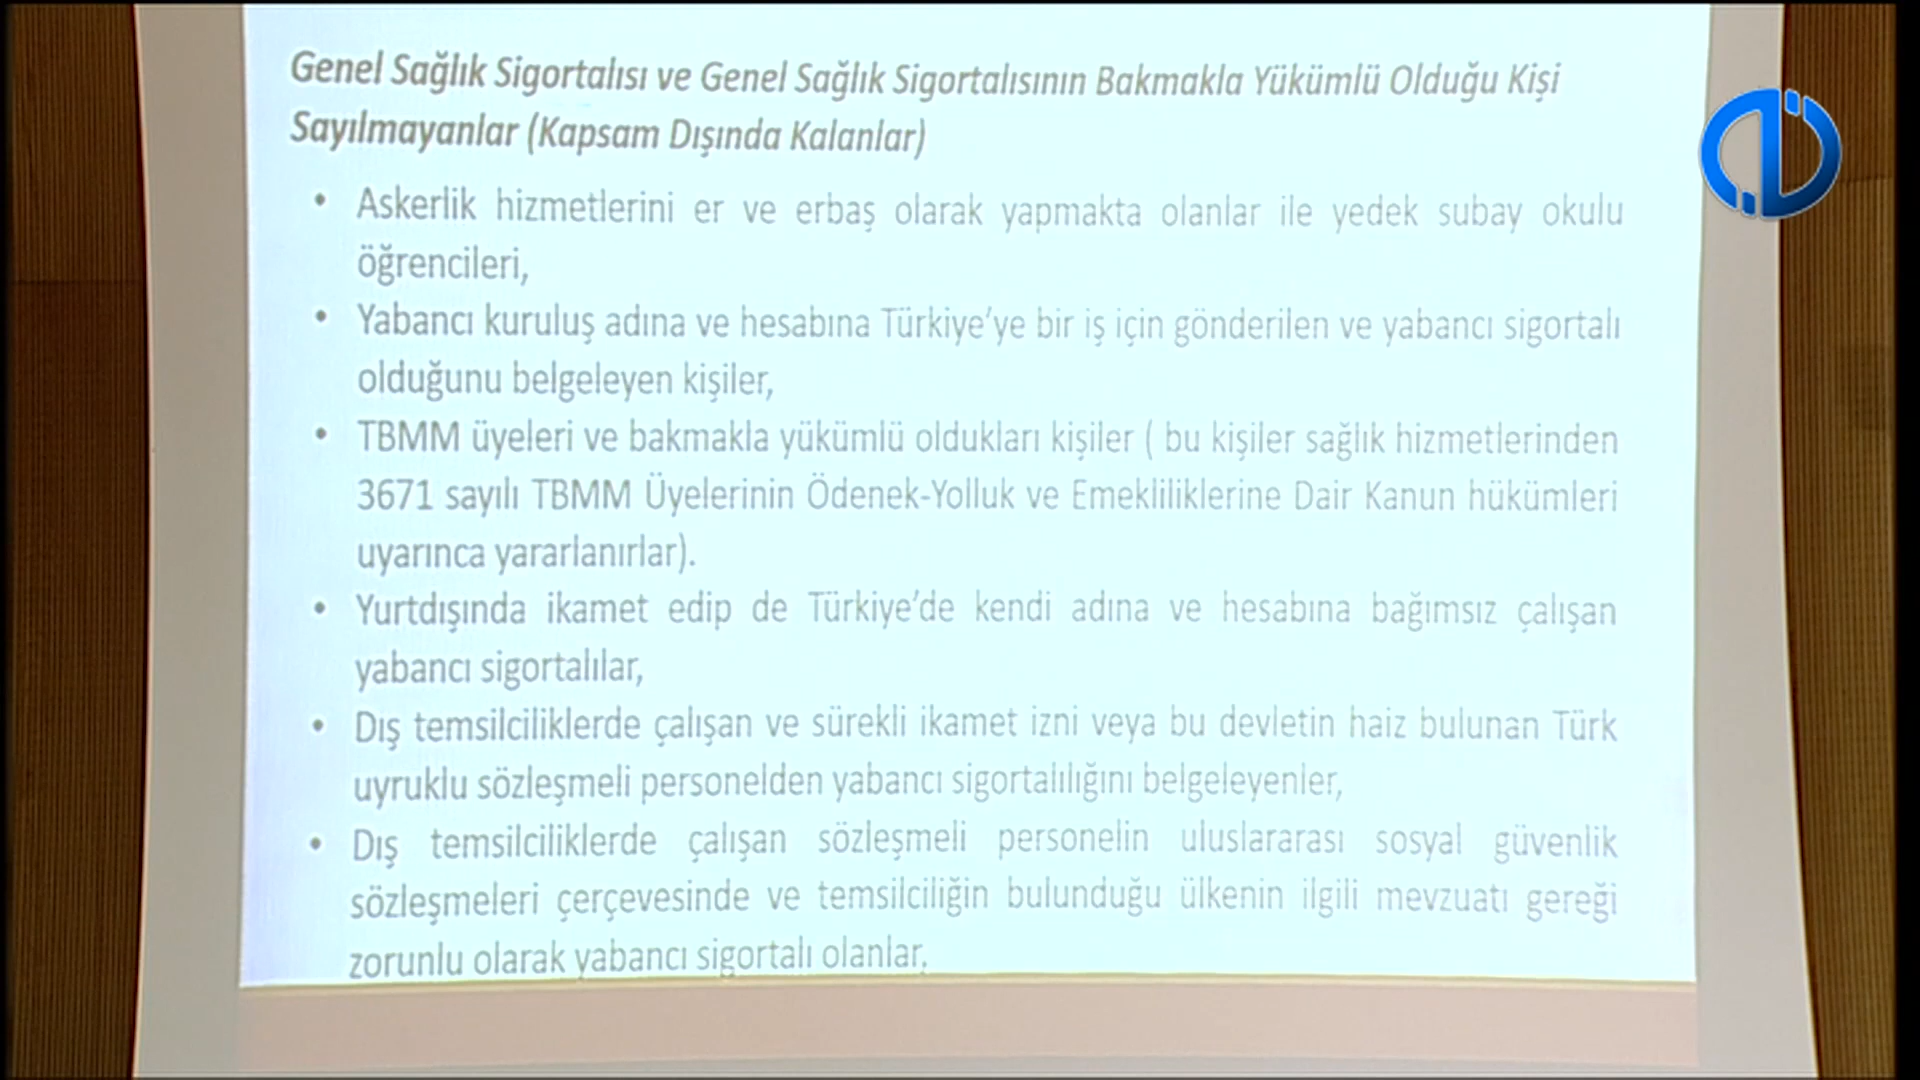 Genel Sağlık Sigortalısı ve Genel Sağlık Sigortalısının Bakmakla Yükümlü Olduğu Kişi
Sayılmayanlar (Kapsam Dışında Kalanlar)
• Askerlik hizmetlerini er ve erbaş olarak yapmakta olanlar ile yedek subay okulu
öğrencileri,
• Yabancı kuruluş adına ve hesabına Türkiye'ye bir iş için gönderilen ve yabancı sigortalı
olduğunu belgeleyen kişiler,
• TBMM üyeleri ve bakmakla yükümlü oldukları kişiler ( bu kişiler sağlık hizmetlerinden
3671 sayılı TBMM Üyelerinin Ödenek-Yolluk ve Emekliliklerine Dair Kanun hükümleri
uyarınca yararlanırlar).
• Yurtdışında ikamet edip de Türkiye'de kendi adına ve hesabına bağımsız çalışan
yabancı sigortalılar,
• Dış temsilciliklerde çalışan ve sürekli ikamet izni veya bu devletin haiz bulunan Türk
uyruklu sözleşmeli personelden yabancı sigortalılığını belgeleyenler,
• Dış temsilciliklerde çalışan sözleşmeli personelin uluslararası sosyal güvenlik
sözleşmeleri çerçevesinde ve temsilciliğin bulunduğu ülkenin ilgili mevzuatı gereği
zorunlu olarak yabancı sigortalı olanlar.